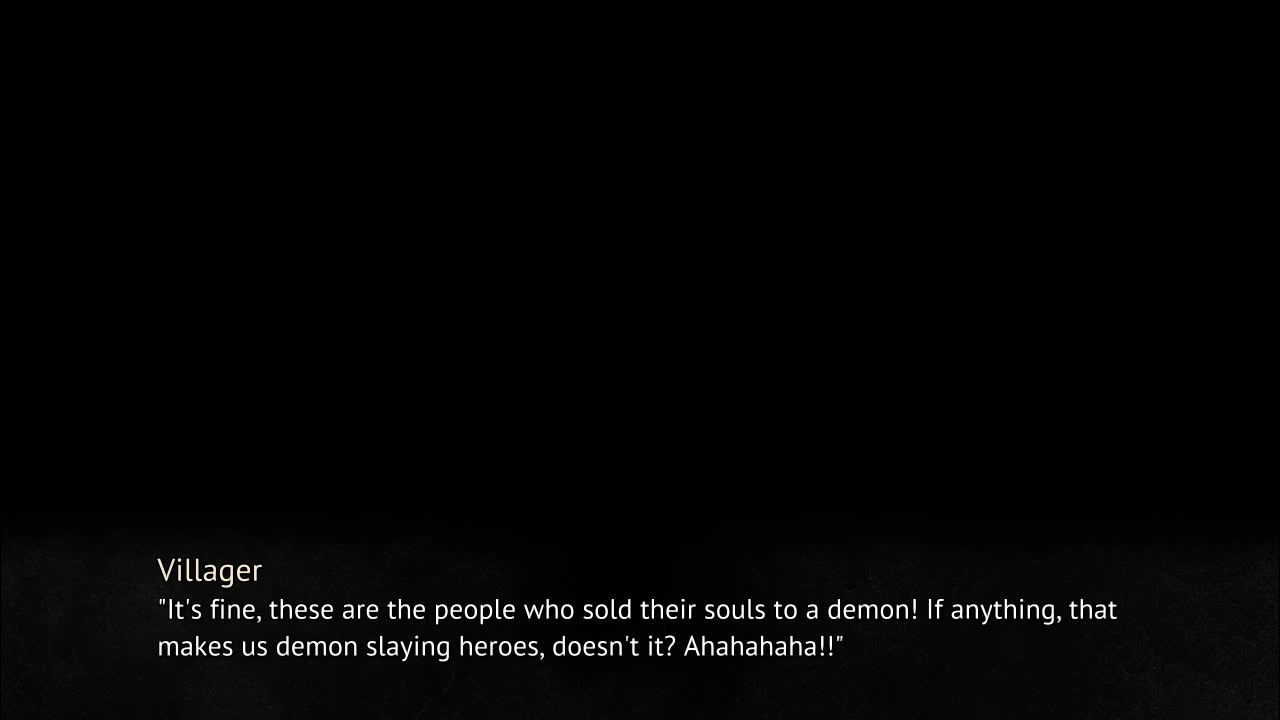 Villager
"It's fine, these are the people who sold their souls to a demon! If anything, that
makes us demon slaying heroes, doesn't it? Ahahahaha!!"